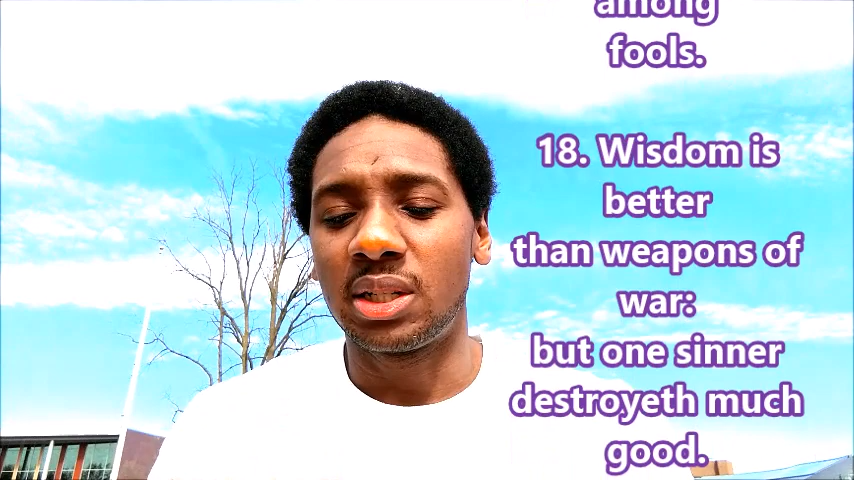 among
fools.
18. Wisdom is
better
than weapons of
war:
but one sinner
destroyeth much
good.